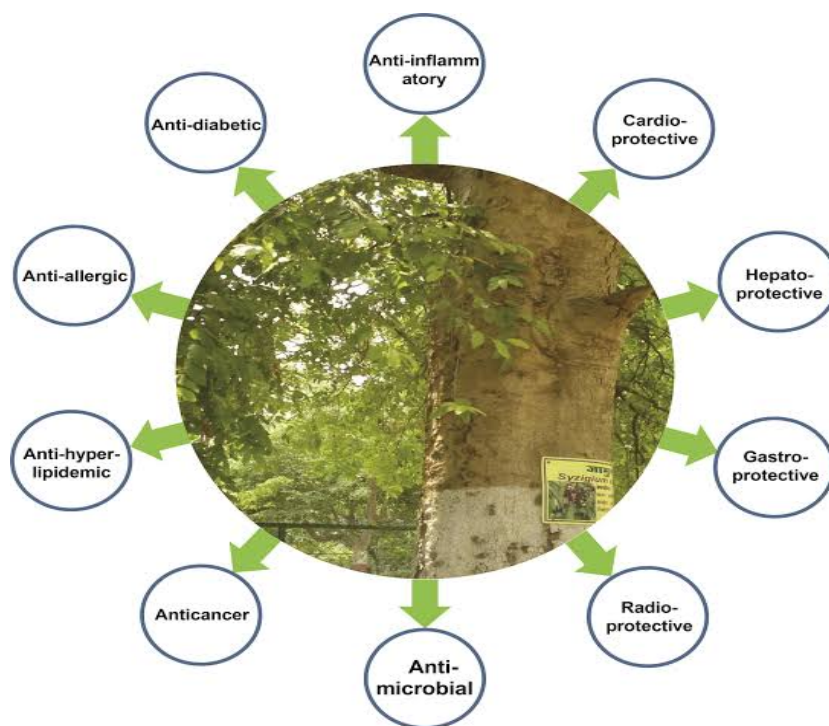 Anti-inflamm
atory
Cardio-
protective
Hepato-
protective
Gastro-
protective
Radio-
protective
Anti-
microbial
Anticancer
Anti-hyper-
lipidemic
Anti-allergic
Anti-diabetic
Syzigium